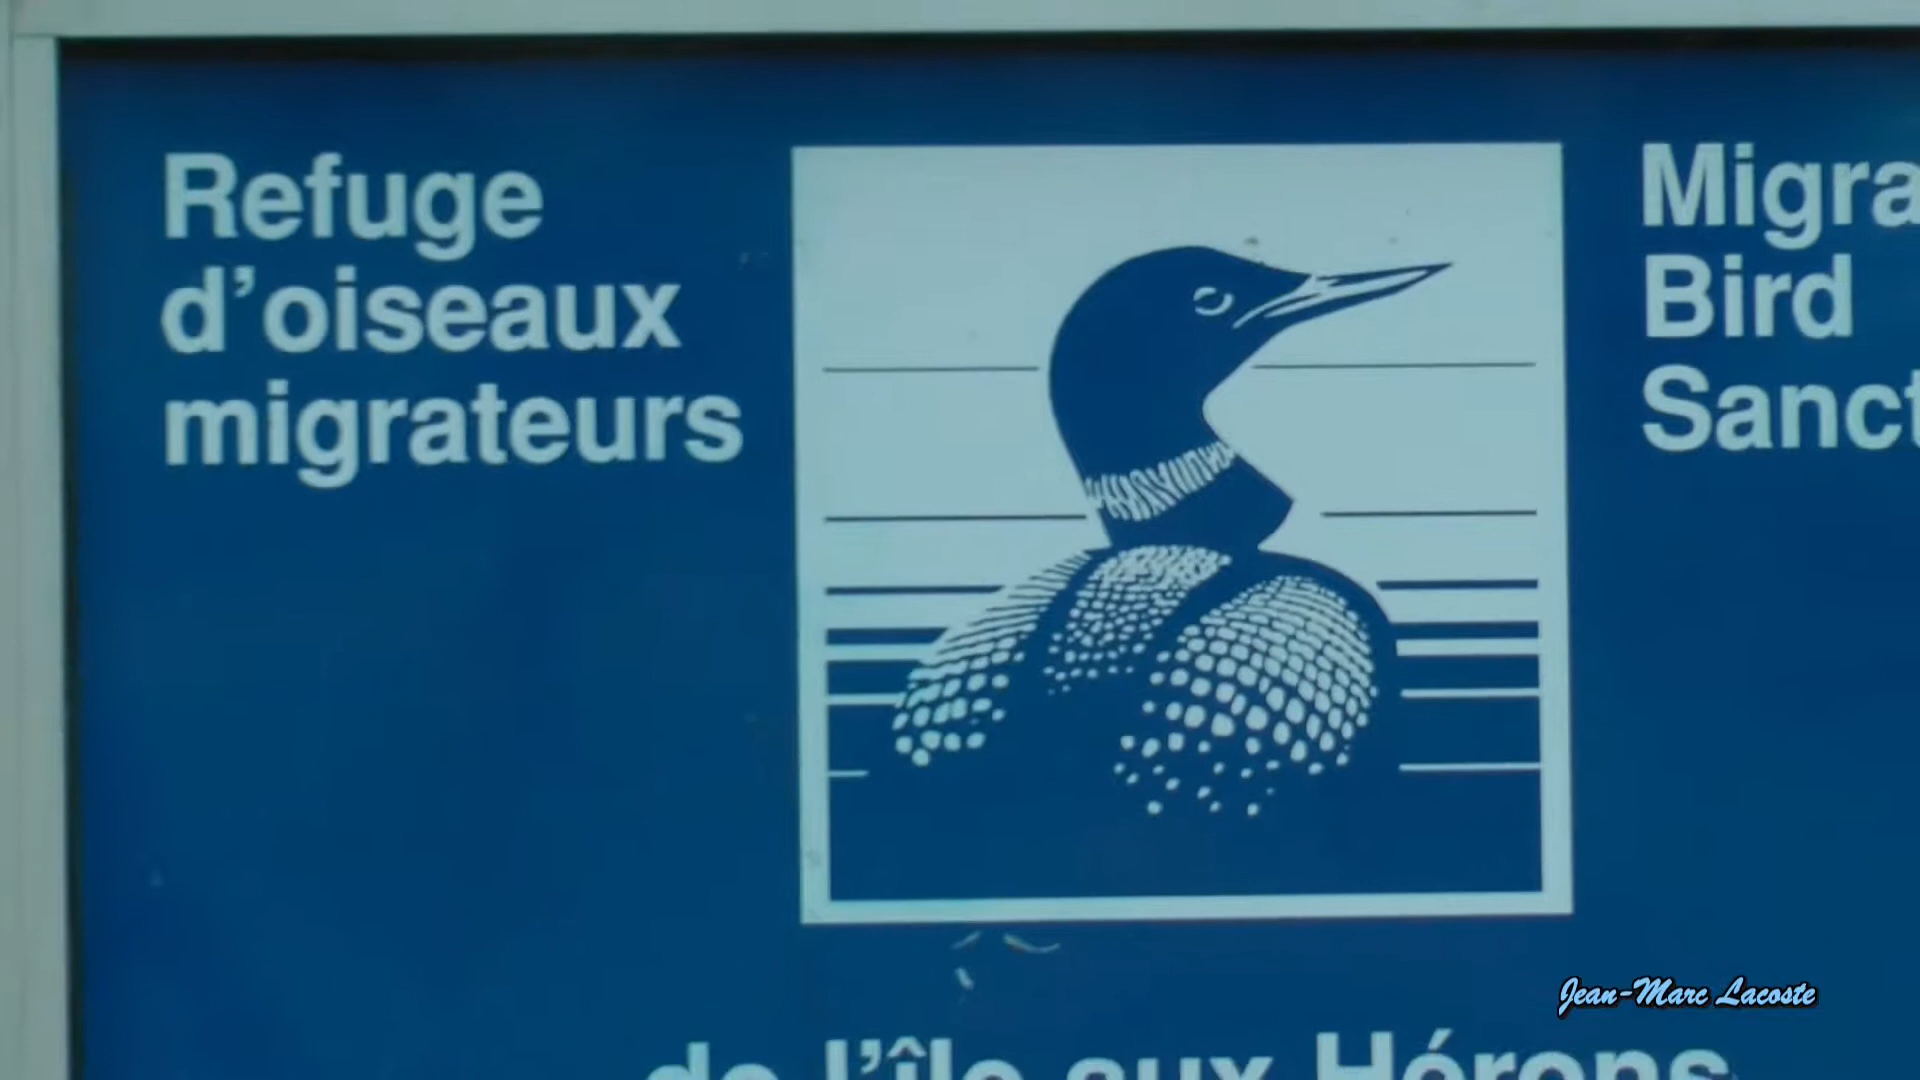 Refuge
d'oiseaux
migrateurs
Migra
Bird
Sanct
de l'île aux Hérons
Jean-Marc Lacoste